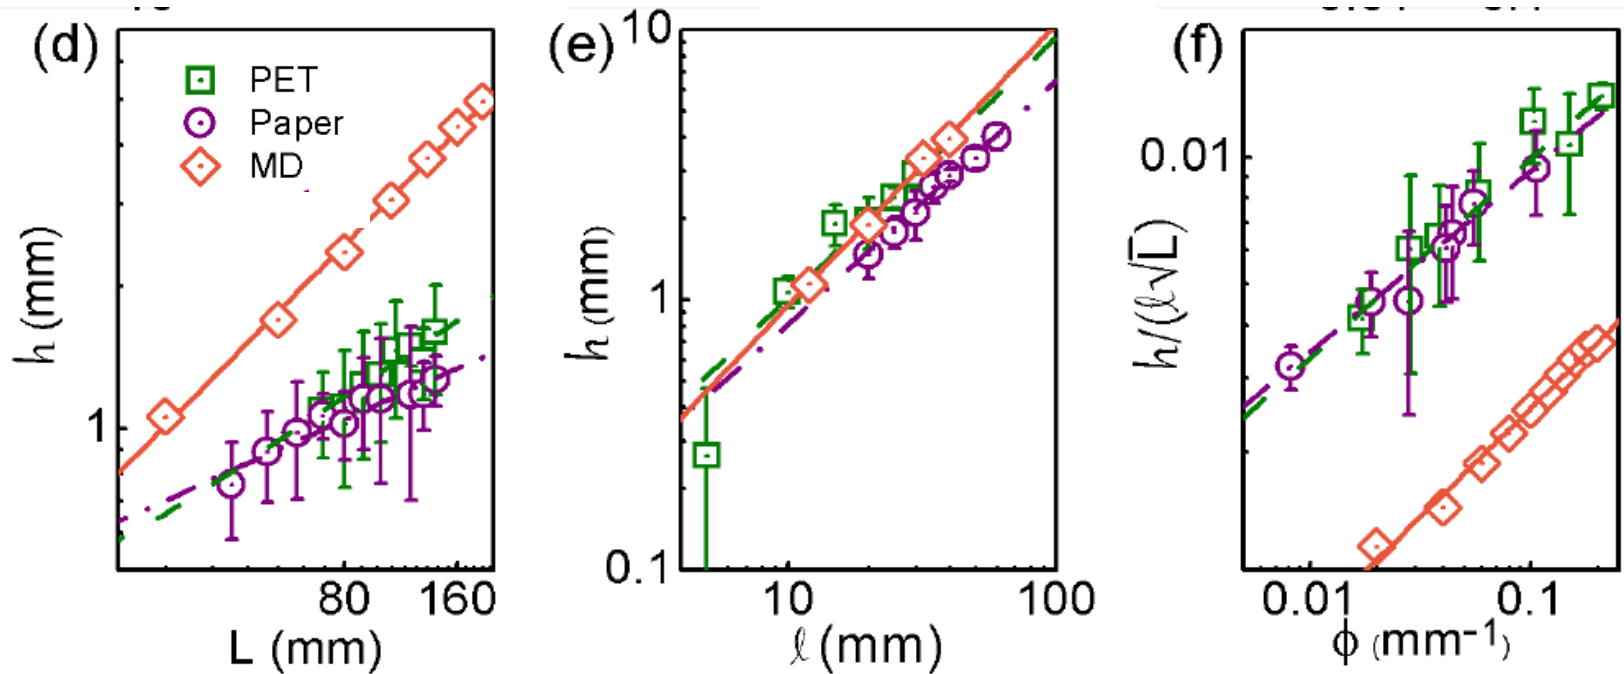 (d)
PET
Paper
MD
h (mm)
1
80 160
L (mm)
(e)
10
1
0.1
h (mm)
10 100
ℓ (mm)
(f)
0.01
h/(ℓ√L)
0.01 0.1
ϕ (mm⁻¹)